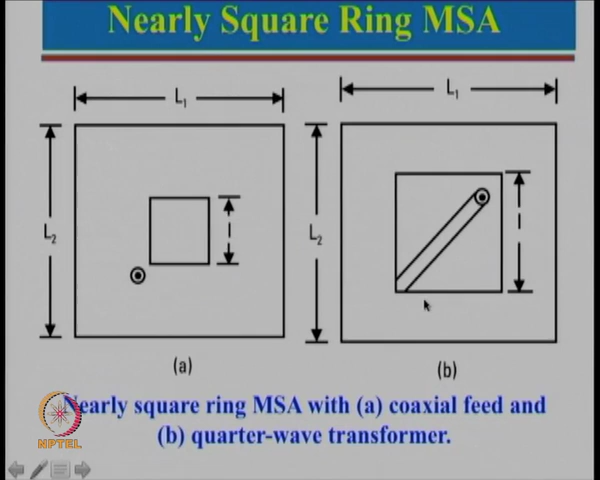 Nearly Square Ring MSA
L₁
L₂
l
(a)
L₁
L₂
l
(b)
Nearly square ring MSA with (a) coaxial feed and
(b) quarter-wave transformer.
NPTEL